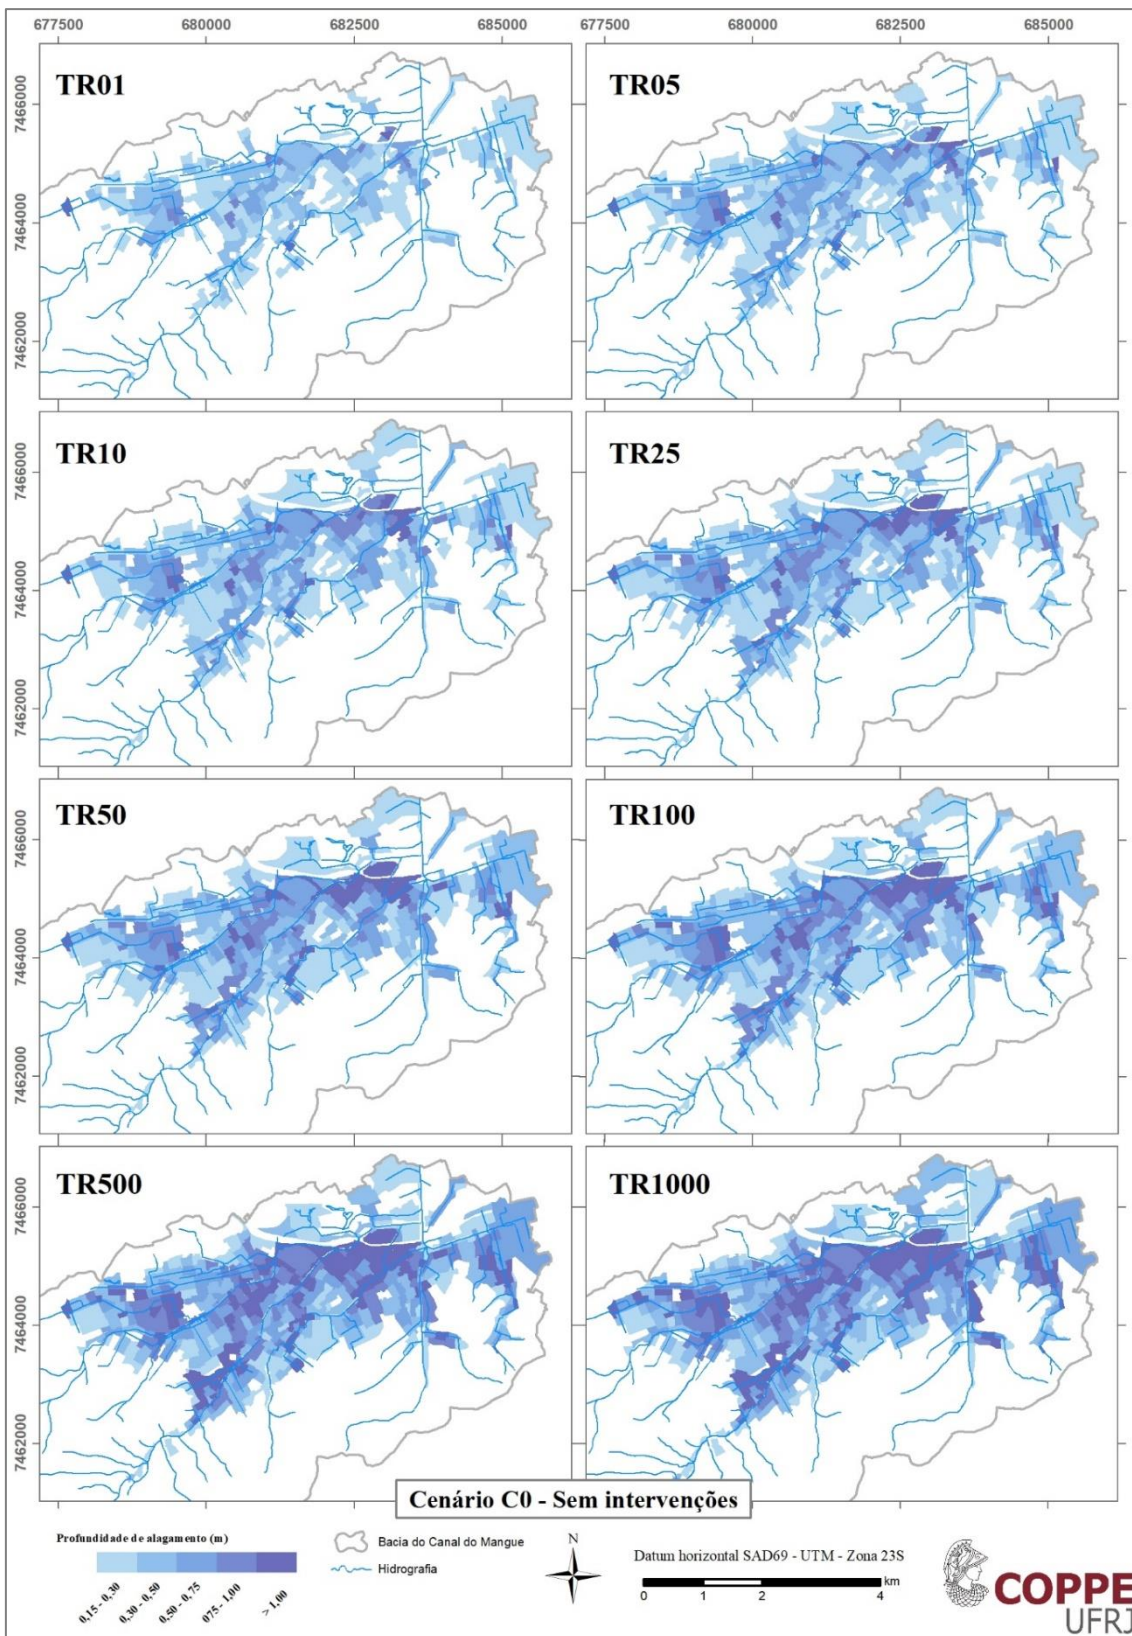 677500 680000 682500 685000 677500 680000 682500 685000
TR01
TR05
7466000
7464000
7462000
TR10
TR25
7466000
7464000
7462000
TR50
TR100
7466000
7464000
7462000
TR500
TR1000
7466000
7464000
7462000
Cenário C0 - Sem intervenções
Profundidade de alagamento (m)
0,15 - 0,30
0,30 - 0,50
0,50 - 0,75
075 - 1,00
> 1,00
Bacia do Canal do Mangue
Hidrografia
N
Datum horizontal SAD69 - UTM - Zona 23S
km
0 1 2 4
COPPE
UFRJ